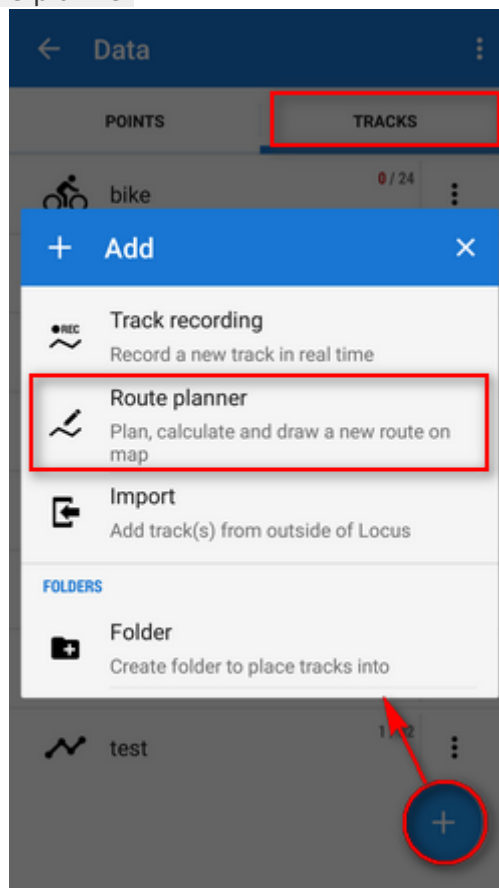 Data
POINTS TRACKS
bike 0 / 24
+ Add ×
REC Track recording
Record a new track in real time
Route planner
Plan, calculate and draw a new route on
map
Import
Add track(s) from outside of Locus
FOLDERS
Folder
Create folder to place tracks into
test
+